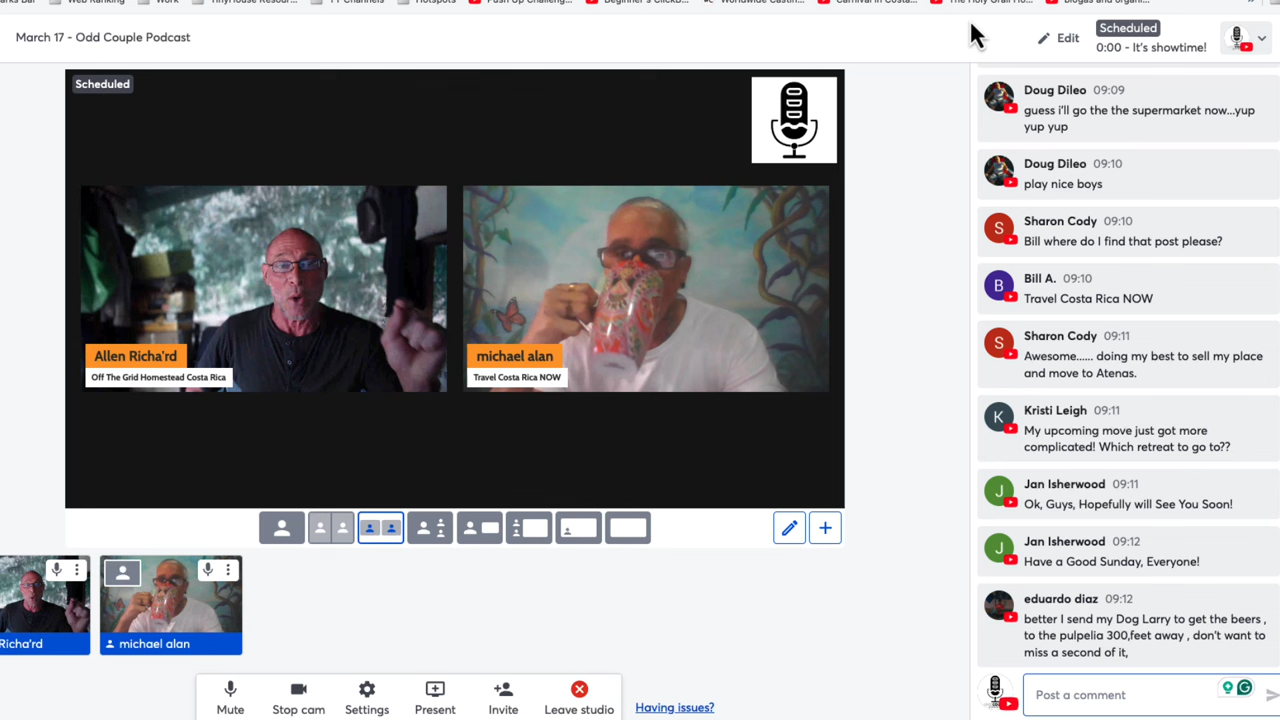 Web Ranking
Work
March 17 - Odd Couple Podcast
Edit
Scheduled
0:00 - It's showtime!
Scheduled
ODD
Allen Richa'rd
Off The Grid Homestead Costa Rica
michael alan
Travel Costa Rica NOW
Richa'rd
michael alan
Mute
Stop cam
Settings
Present
Invite
Leave studio
Having issues?
Doug Dileo 09:09
guess i'll go the the supermarket now...yup
yup yup
Doug Dileo 09:10
play nice boys
S
Sharon Cody 09:10
Bill where do I find that post please?
B
Bill A. 09:10
Travel Costa Rica NOW
S
Sharon Cody 09:11
Awesome...... doing my best to sell my place
and move to Atenas.
K
Kristi Leigh 09:11
My upcoming move just got more
complicated! Which retreat to go to??
J
Jan Isherwood 09:11
Ok, Guys, Hopefully will See You Soon!
J
Jan Isherwood 09:12
Have a Good Sunday, Everyone!
eduardo diaz 09:12
better I send my Dog Larry to get the beers ,
to the pulpelia 300,feet away , don't want to
miss a second of it,
Post a comment